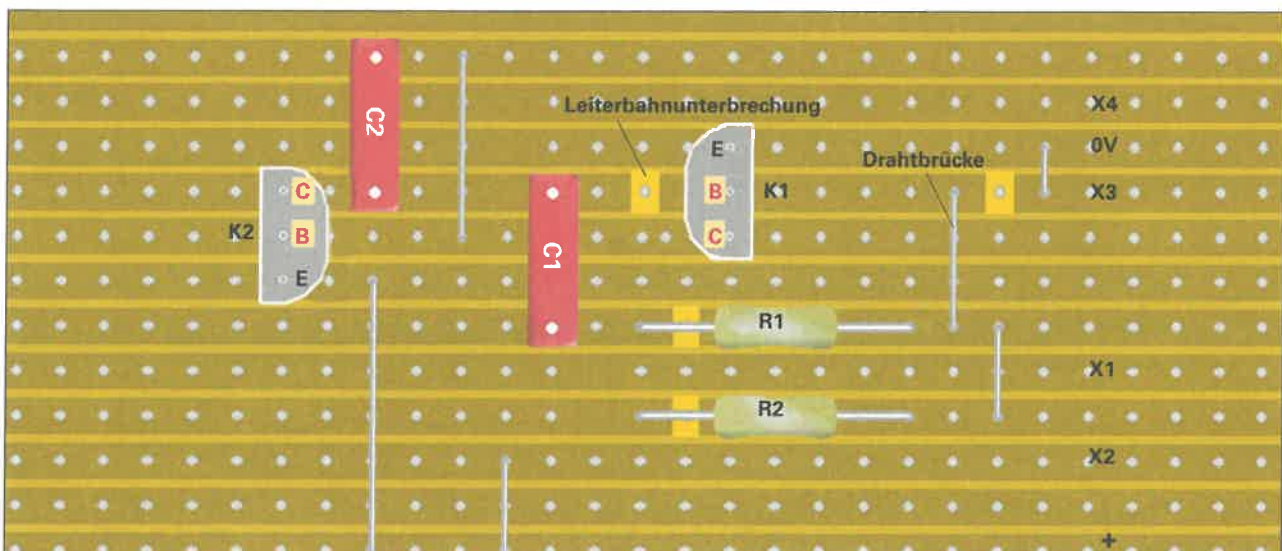 C2
Leiterbahnunterbrechung
X4
E
0V
Drahtbrücke
C
B
K1
X3
K2
B
C1
C
E
R1
X1
R2
X2
+